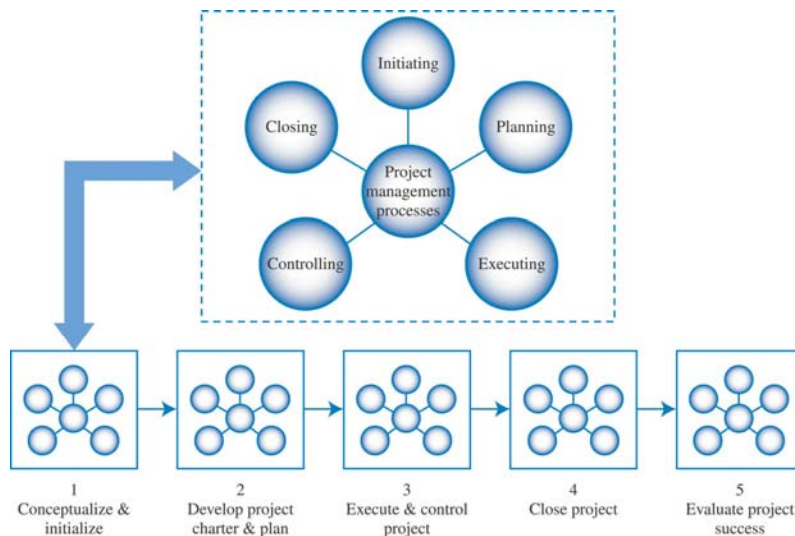 Initiating
Closing
Planning
Project
management
processes
Controlling
Executing
1
Conceptualize &
initialize
2
Develop project
charter & plan
3
Execute & control
project
4
Close project
5
Evaluate project
success